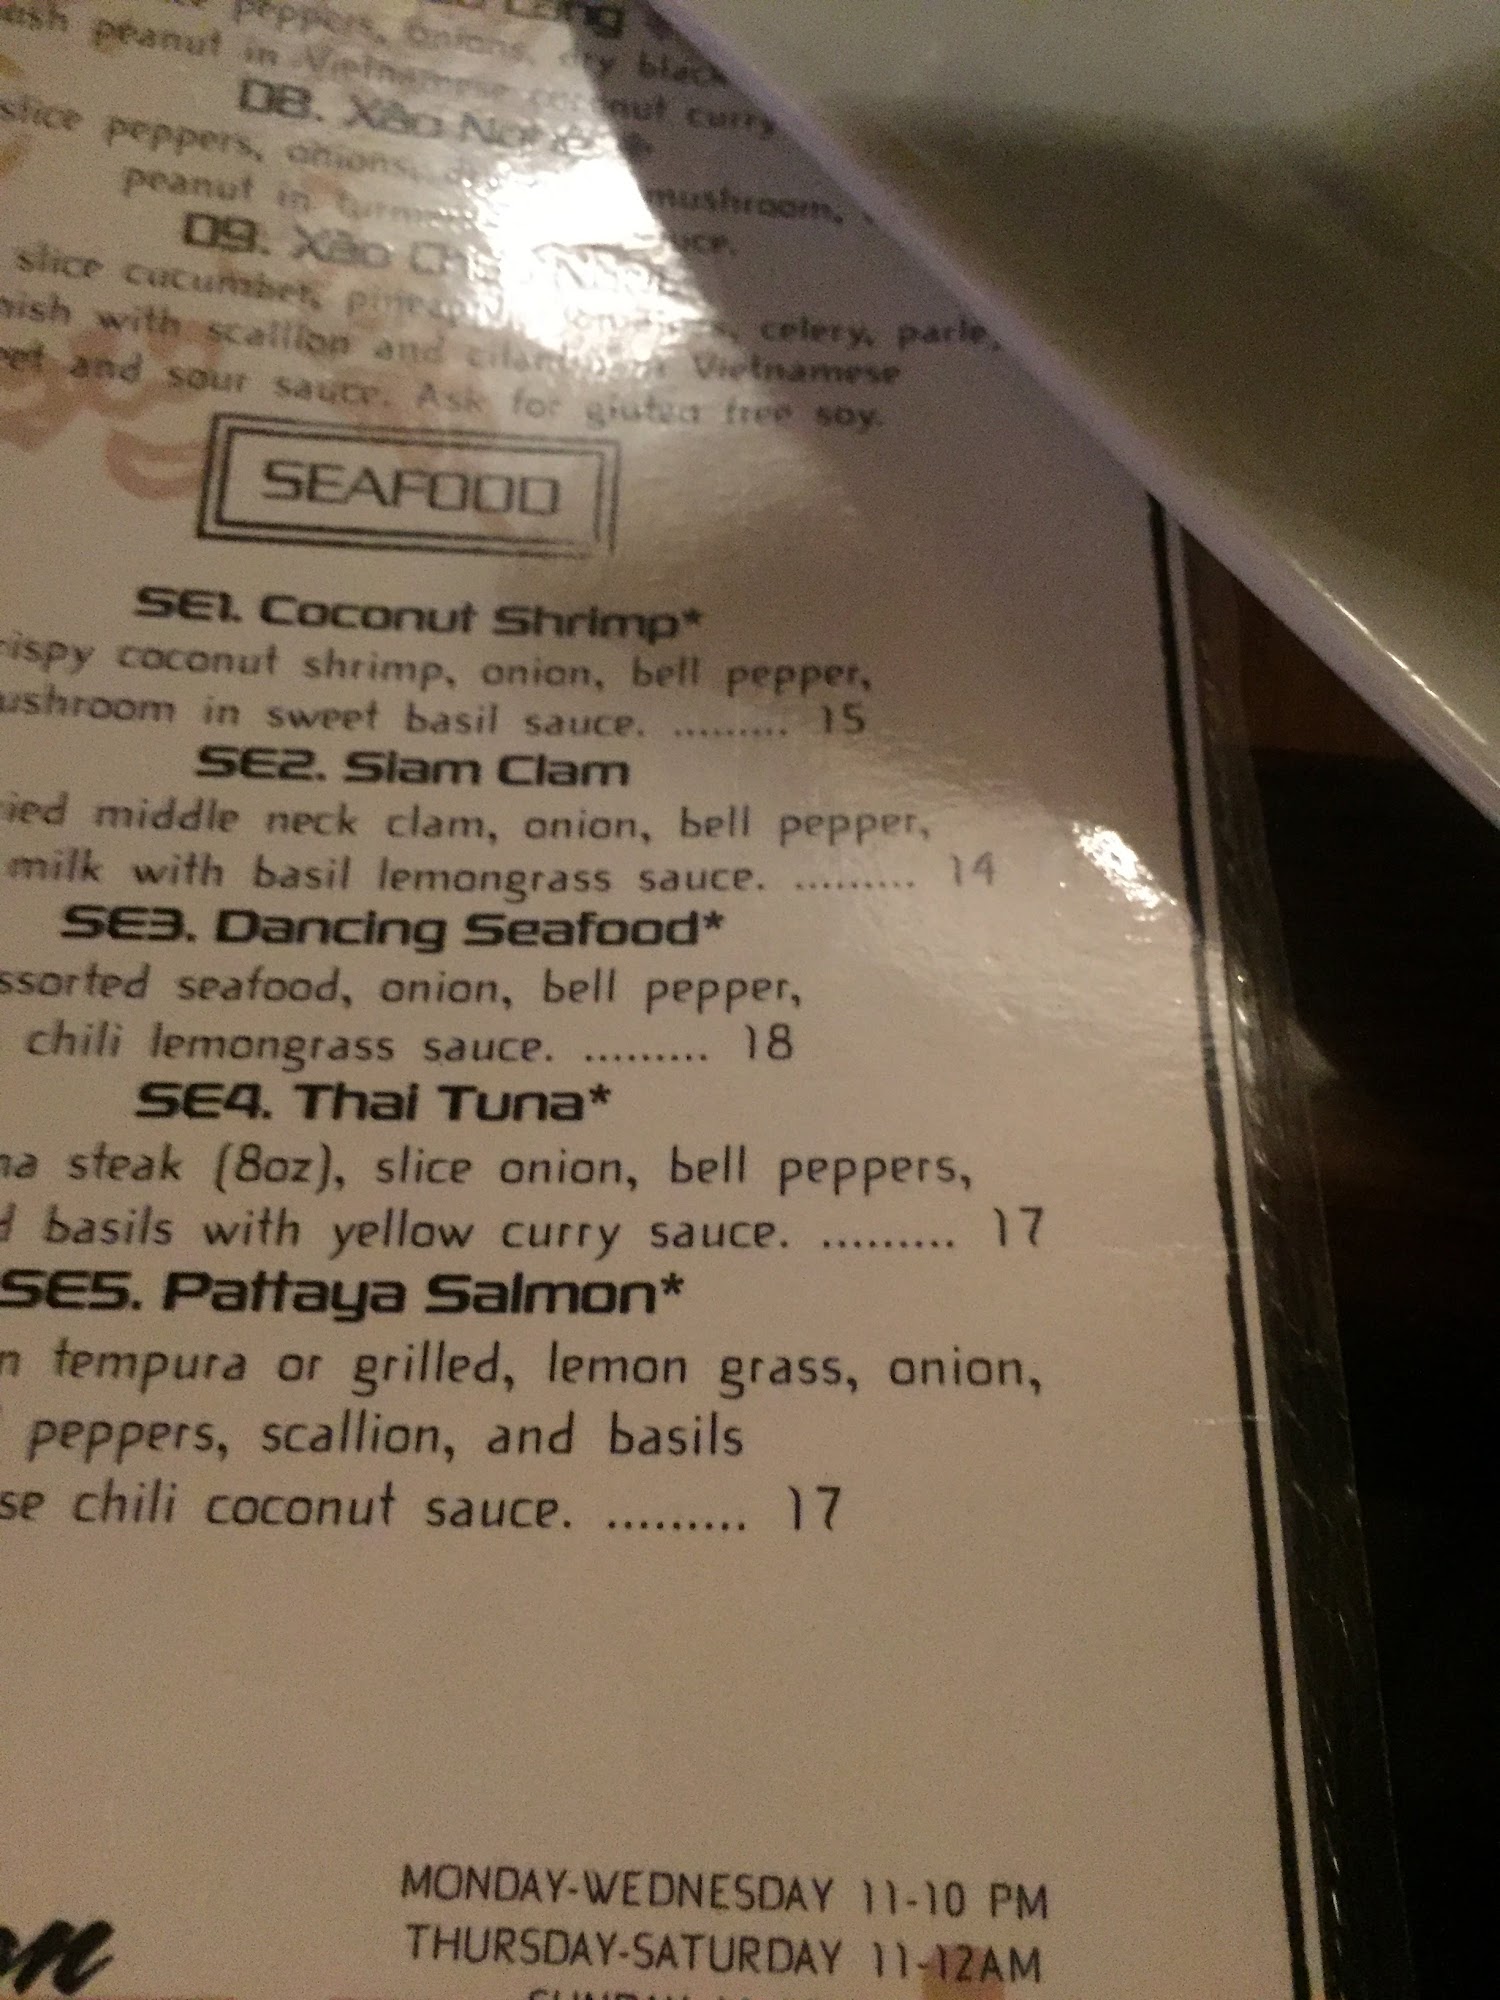 peppers, onions, dry black
peanut in Vietnamese coconut curry
D8. Xào Nghệ*
slice peppers, onions, mushroom,
peanut in
D9. Xào
slice cucumber, celery, parle,
with scallion and Vietnamese
and sour sauce. Ask for gluten free soy.
SEAFOOD
SE1. Coconut Shrimp*
rispy coconut shrimp, onion, bell pepper,
ushroom in sweet basil sauce. ......... 15
SE2. Siam Clam
ied middle neck clam, onion, bell pepper,
milk with basil lemongrass sauce. ......... 14
SE3. Dancing Seafood*
ssorted seafood, onion, bell pepper,
chili lemongrass sauce. ......... 18
SE4. Thai Tuna*
na steak (8oz), slice onion, bell peppers,
d basils with yellow curry sauce. ......... 17
SE5. Pattaya Salmon*
n tempura or grilled, lemon grass, onion,
peppers, scallion, and basils
se chili coconut sauce. ......... 17
MONDAY-WEDNESDAY 11-10 PM
THURSDAY-SATURDAY 11-12AM